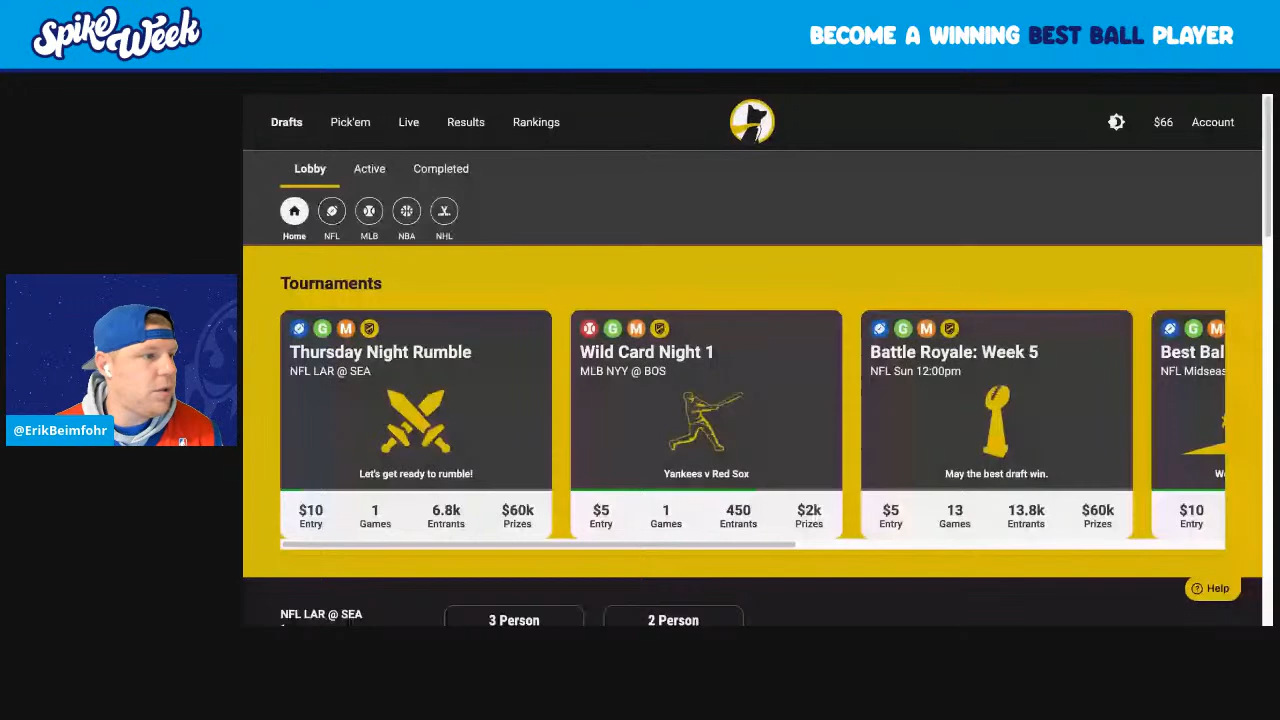 Spike Week
BECOME A WINNING BEST BALL PLAYER
Drafts Pick'em Live Results Rankings $66 Account
Lobby Active Completed
Home NFL MLB NBA NHL
Tournaments
G M
Thursday Night Rumble
NFL LAR @ SEA
Let's get ready to rumble!
$10 1 6.8k $60k
Entry Games Entrants Prizes
G M
Wild Card Night 1
MLB NYY @ BOS
Yankees v Red Sox
$5 1 450 $2k
Entry Games Entrants Prizes
G M
Battle Royale: Week 5
NFL Sun 12:00pm
May the best draft win.
$5 13 13.8k $60k
Entry Games Entrants Prizes
G M
Best Bal
NFL Midseas
$10
Entry
@ErikBeimfohr
Help
NFL LAR @ SEA
3 Person 2 Person